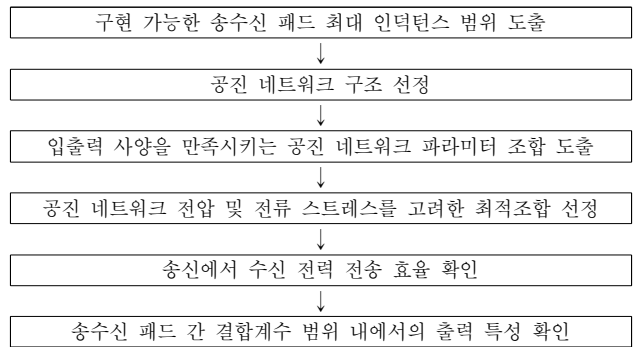 구현 가능한 송수신 패드 최대 인덕턴스 범위 도출
공진 네트워크 구조 선정
입출력 사양을 만족시키는 공진 네트워크 파라미터 조합 도출
공진 네트워크 전압 및 전류 스트레스를 고려한 최적조합 선정
송신에서 수신 전력 전송 효율 확인
송수신 패드 간 결합계수 범위 내에서의 출력 특성 확인